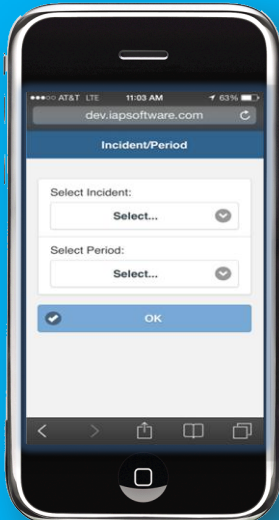 ●●●○○ AT&T LTE 11:03 AM 63%
dev.iapsoftware.com
Incident/Period
Select Incident:
Select...
Select Period:
Select...
OK